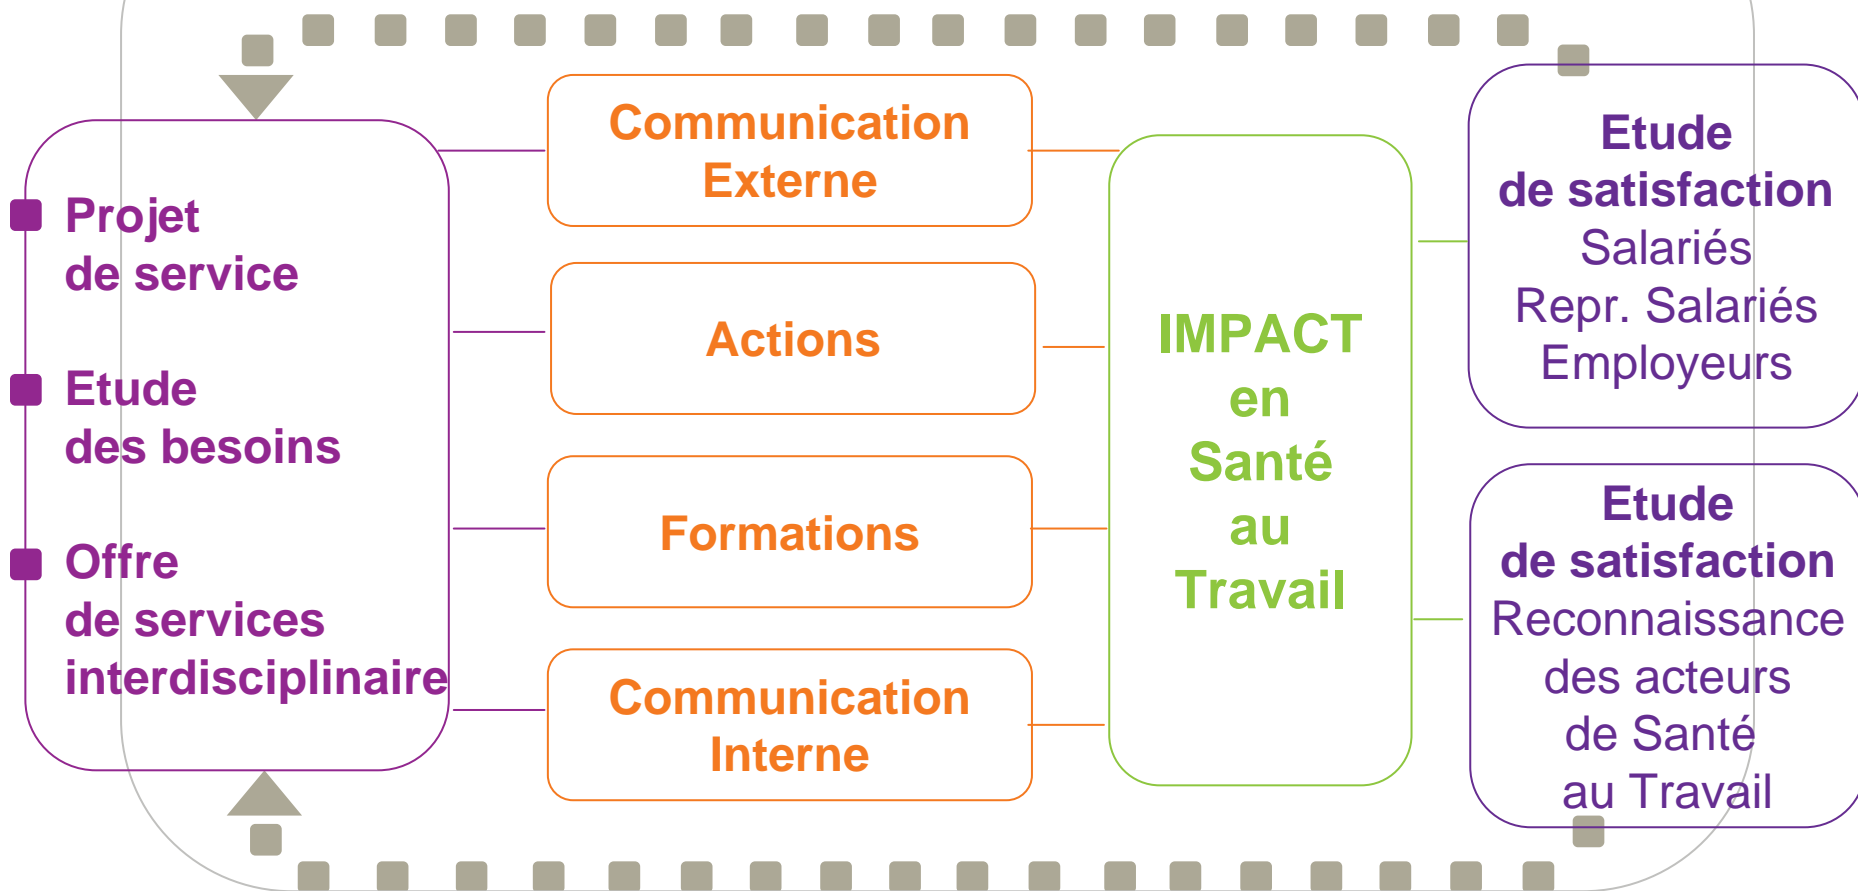 Projet
de service
Etude
des besoins
Offre
de services
interdisciplinaire
Communication
Externe
Actions
Formations
Communication
Interne
IMPACT
en
Santé
au
Travail
Etude
de satisfaction
Salariés
Repr. Salariés
Employeurs
Etude
de satisfaction
Reconnaissance
des acteurs
de Santé
au Travail